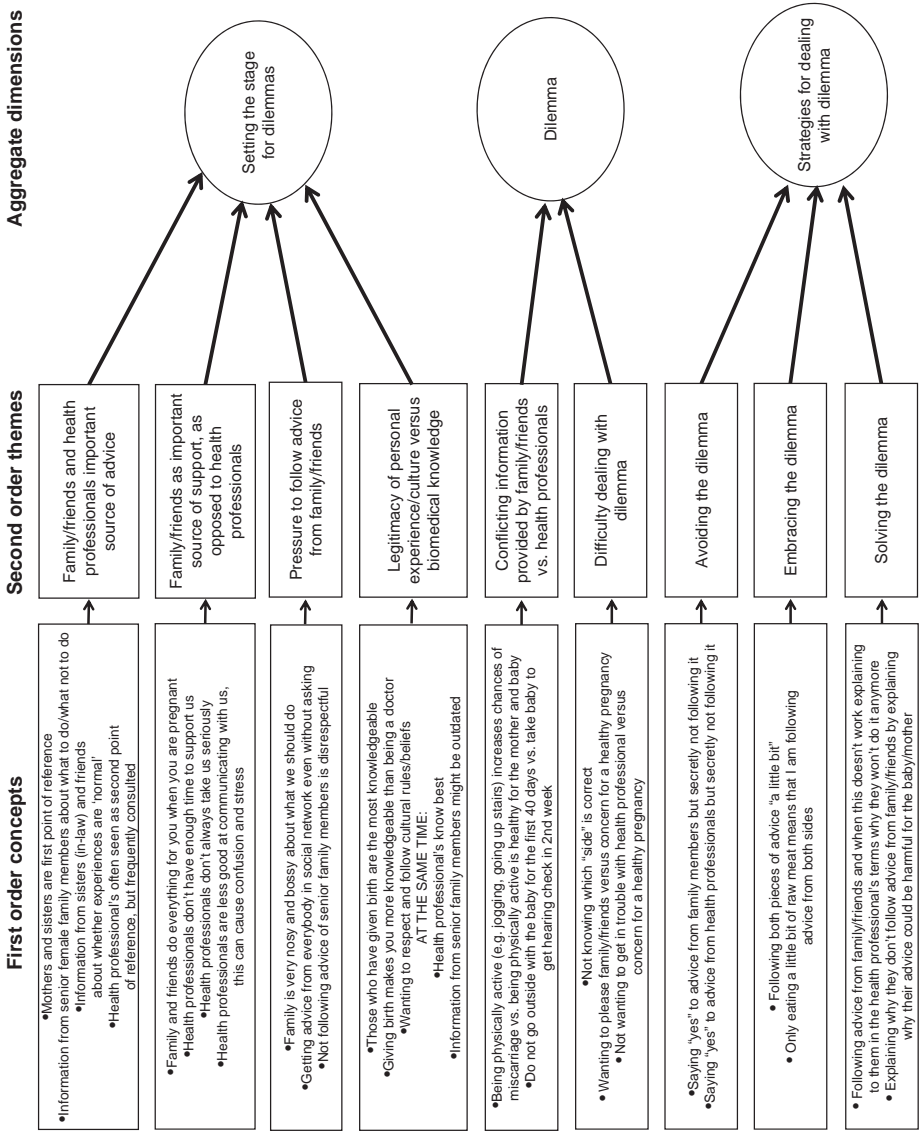 First order concepts
Second order themes
Aggregate dimensions
•Mothers and sisters are first point of reference
•Information from senior female family members about what to do/what not to do
•Information from sisters (in-law) and friends
about whether experiences are 'normal'
•Health professional's often seen as second point
of reference, but frequently consulted
Family/friends and health
professionals important
source of advice
•Family and friends do everything for you when you are pregnant
•Health professionals don't have enough time to support us
•Health professionals don't always take us seriously
•Health professionals are less good at communicating with us,
this can cause confusion and stress
Family/friends as important
source of support, as
opposed to health
professionals
•Family is very nosy and bossy about what we should do
•Getting advice from everybody in social network even without asking
•Not following advice of senior family members is disrespectful
Pressure to follow advice
from family/friends
•Those who have given birth are the most knowledgeable
•Giving birth makes you more knowledgeable than being a doctor
•Wanting to respect and follow cultural rules/beliefs
AT THE SAME TIME:
•Health professional's know best
•Information from senior family members might be outdated
Legitimacy of personal
experience/culture versus
biomedical knowledge
Setting the stage
for dilemmas
•Being physically active (e.g. jogging, going up stairs) increases chances of
miscarriage vs. being physically active is healthy for the mother and baby
•Do not go outside with the baby for the first 40 days vs. take baby to
get hearing check in 2nd week
Conflicting information
provided by family/friends
vs. health professionals
•Not knowing which "side" is correct
•Wanting to please family/friends versus concern for a healthy pregnancy
• Not wanting to get in trouble with health professional versus
concern for a healthy pregnancy
Difficulty dealing with
dilemma
Dilemma
•Saying "yes" to advice from family members but secretly not following it
•Saying "yes" to advice from health professionals but secretly not following it
Avoiding the dilemma
• Following both pieces of advice "a little bit"
• Only eating a little bit of raw meat means that I am following
advice from both sides
Embracing the dilemma
• Following advice from family/friends and when this doesn't work explaining
to them in the health professional's terms why they won't do it anymore
• Explaining why they don't follow advice from family/friends by explaining
why their advice could be harmful for the baby/mother
Solving the dilemma
Strategies for dealing
with dilemma